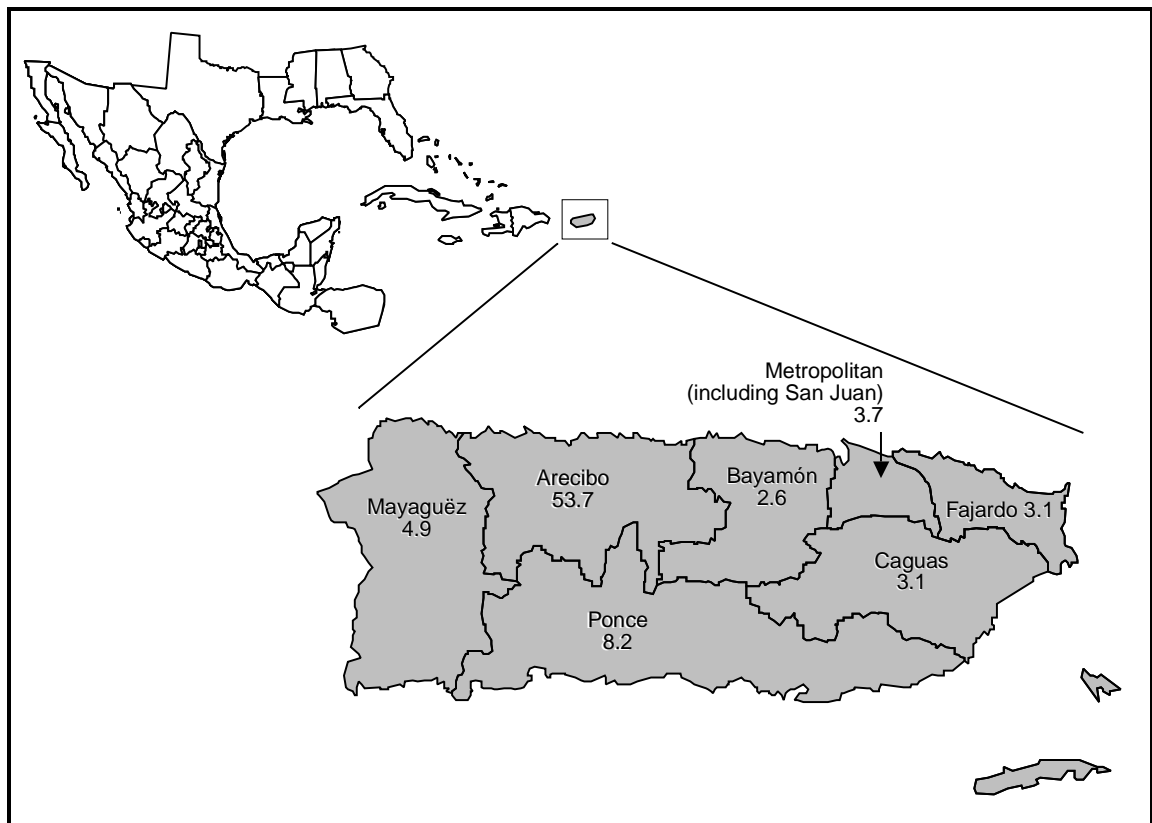 Metropolitan
(including San Juan)
3.7
Arecibo
53.7
Bayamón
2.6
Mayaguëz
4.9
Fajardo 3.1
Caguas
3.1
Ponce
8.2